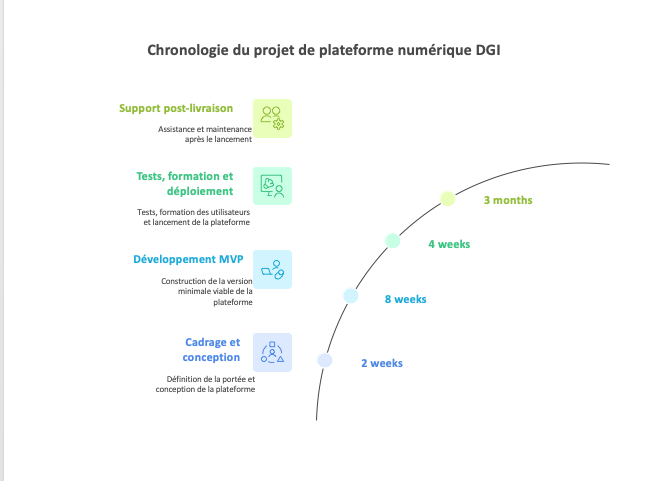 Chronologie du projet de plateforme numérique DGI
Support post-livraison
Assistance et maintenance
après le lancement
3 months
Tests, formation et
déploiement
Tests, formation des utilisateurs
et lancement de la plateforme
4 weeks
Développement MVP
Construction de la version
minimale viable de la
plateforme
8 weeks
Cadrage et
conception
Définition de la portée et
conception de la plateforme
2 weeks